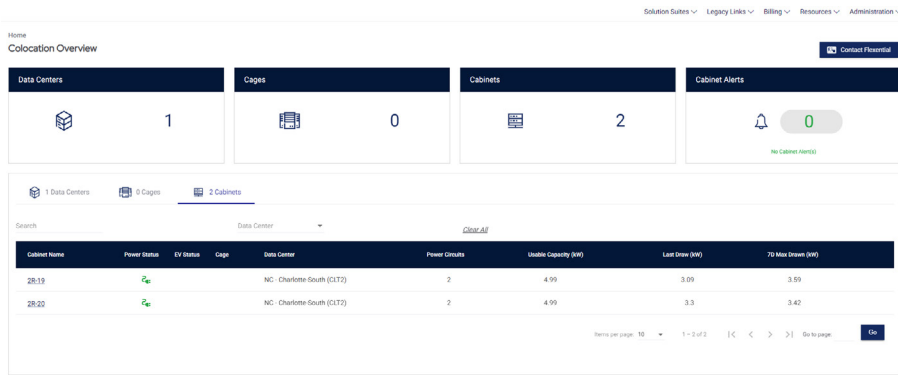 Solution Suites Legacy Links Billing Resources Administration
Home
Colocation Overview
Contact Flexential
Data Centers
Cages
Cabinets
Cabinet Alerts
1
0
2
0
No Cabinet Alert(s)
1 Data Centers 0 Cages 2 Cabinets
Search Data Center Clear All
Cabinet Name Power Status EV Status Cage Data Center Power Circuits Usable Capacity (kW) Last Draw (kW) 7D Max Drawn (kW)
2R-19 NC - Charlotte-South (CLT2) 2 4.99 3.09 3.59
2R-20 NC - Charlotte-South (CLT2) 2 4.99 3.3 3.42
Items per page: 10 1 – 2 of 2 |< < > >| Go to page: Go